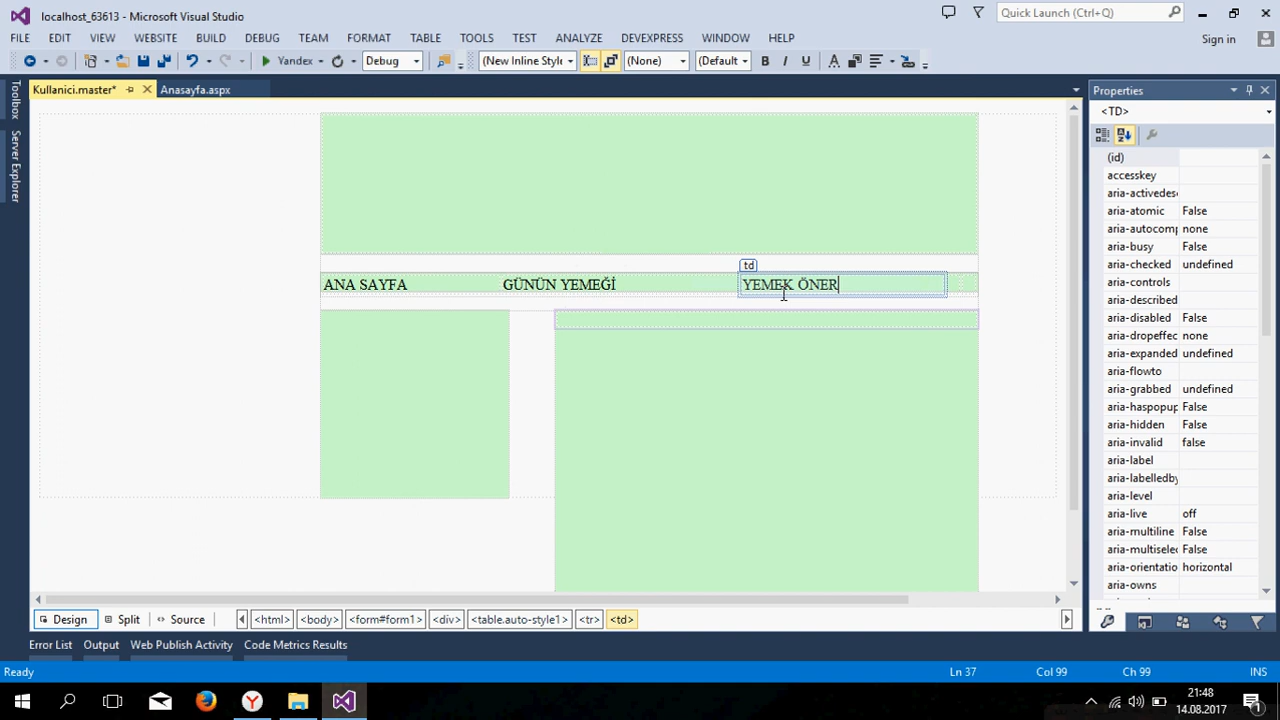 localhost_63613 - Microsoft Visual Studio
Quick Launch (Ctrl+Q)
FILE EDIT VIEW WEBSITE BUILD DEBUG TEAM FORMAT TABLE TOOLS TEST ANALYZE DEVEXPRESS WINDOW HELP
Sign in
Yandex Debug (New Inline Style (None) (Default B I U A
Kullanici.master* Anasayfa.aspx
Toolbox
Server Explorer
td
ANA SAYFA GÜNÜN YEMEĞİ YEMEK ÖNER
Properties
<TD>
(id)
accesskey
aria-activedes
aria-atomic False
aria-autocomp none
aria-busy False
aria-checked undefined
aria-controls
aria-described
aria-disabled False
aria-dropeffec none
aria-expanded undefined
aria-flowto
aria-grabbed undefined
aria-haspopup False
aria-hidden False
aria-invalid false
aria-label
aria-labelledby
aria-level
aria-live off
aria-multiline False
aria-multiselec False
aria-orientatio horizontal
aria-owns
Design Split Source <html> <body> <form#form1> <div> <table.auto-style1> <tr> <td>
Error List Output Web Publish Activity Code Metrics Results
Ready Ln 37 Col 99 Ch 99 INS
21:48
14.08.2017